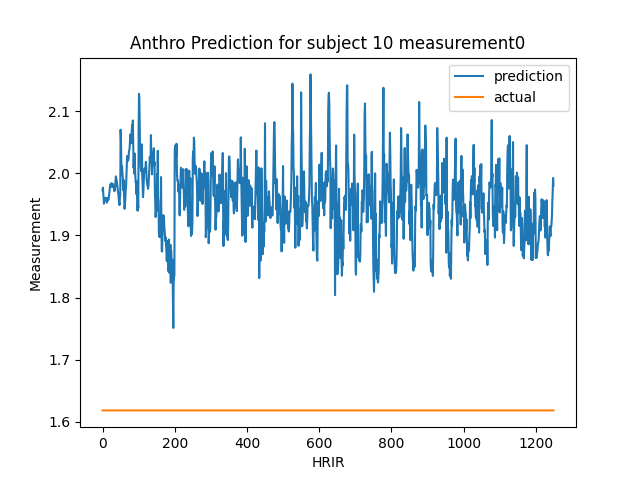 Anthro Prediction for subject 10 measurement0
prediction
actual
2.1
2.0
1.9
1.8
1.7
1.6
Measurement
0
200
400
600
800
1000
1200
HRIR